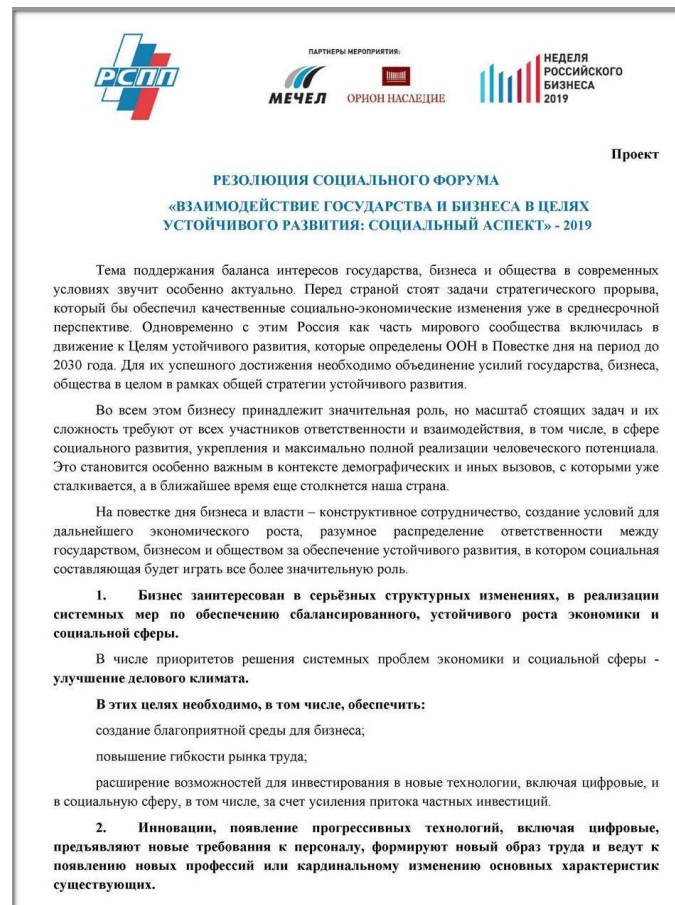 РСПП
ПАРТНЕРЫ МЕРОПРИЯТИЯ:
МЕЧЕЛ
ОРИОН НАСЛЕДИЕ
НЕДЕЛЯ
РОССИЙСКОГО
БИЗНЕСА
2019
Проект
РЕЗОЛЮЦИЯ СОЦИАЛЬНОГО ФОРУМА
«ВЗАИМОДЕЙСТВИЕ ГОСУДАРСТВА И БИЗНЕСА В ЦЕЛЯХ
УСТОЙЧИВОГО РАЗВИТИЯ: СОЦИАЛЬНЫЙ АСПЕКТ» - 2019
Тема поддержания баланса интересов государства, бизнеса и общества в современных
условиях звучит особенно актуально. Перед страной стоят задачи стратегического прорыва,
который бы обеспечил качественные социально-экономические изменения уже в среднесрочной
перспективе. Одновременно с этим Россия как часть мирового сообщества включилась в
движение к Целям устойчивого развития, которые определены ООН в Повестке дня на период до
2030 года. Для их успешного достижения необходимо объединение усилий государства, бизнеса,
общества в целом в рамках общей стратегии устойчивого развития.
Во всем этом бизнесу принадлежит значительная роль, но масштаб стоящих задач и их
сложность требуют от всех участников ответственности и взаимодействия, в том числе, в сфере
социального развития, укрепления и максимально полной реализации человеческого потенциала.
Это становится особенно важным в контексте демографических и иных вызовов, с которыми уже
сталкивается, а в ближайшее время еще столкнется наша страна.
На повестке дня бизнеса и власти – конструктивное сотрудничество, создание условий для
дальнейшего экономического роста, разумное распределение ответственности между
государством, бизнесом и обществом за обеспечение устойчивого развития, в котором социальная
составляющая будет играть все более значительную роль.
1. Бизнес заинтересован в серьёзных структурных изменениях, в реализации
системных мер по обеспечению сбалансированного, устойчивого роста экономики и
социальной сферы.
В числе приоритетов решения системных проблем экономики и социальной сферы -
улучшение делового климата.
В этих целях необходимо, в том числе, обеспечить:
создание благоприятной среды для бизнеса;
повышение гибкости рынка труда;
расширение возможностей для инвестирования в новые технологии, включая цифровые, и
в социальную сферу, в том числе, за счет усиления притока частных инвестиций.
2. Инновации, появление прогрессивных технологий, включая цифровые,
предъявляют новые требования к персоналу, формируют новый образ труда и ведут к
появлению новых профессий или кардинальному изменению основных характеристик
существующих.